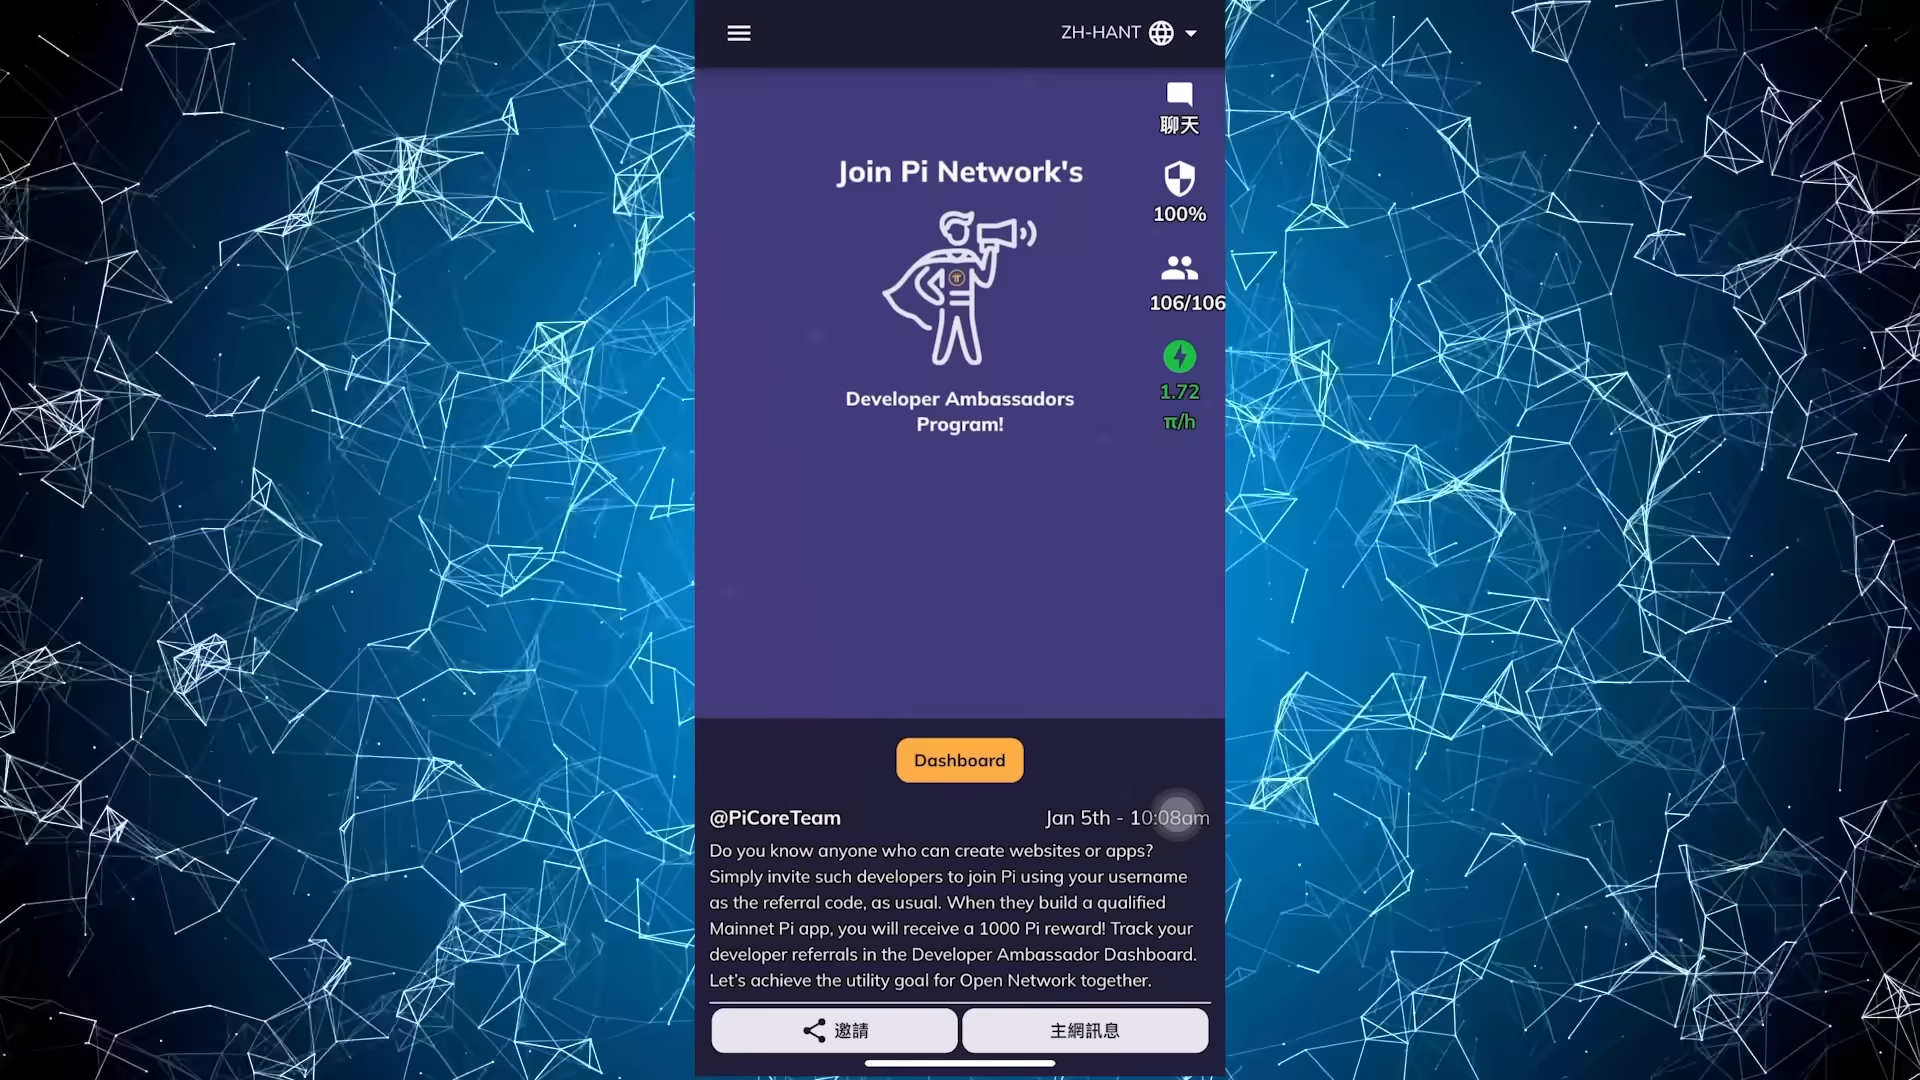 ZH-HANT
聊天
100%
106/106
1.72
π/h
Join Pi Network's
π
Developer Ambassadors
Program!
Dashboard
@PiCoreTeam
Jan 5th - 10:08am
Do you know anyone who can create websites or apps?
Simply invite such developers to join Pi using your username
as the referral code, as usual. When they build a qualified
Mainnet Pi app, you will receive a 1000 Pi reward! Track your
developer referrals in the Developer Ambassador Dashboard.
Let’s achieve the utility goal for Open Network together.
邀請
主網訊息